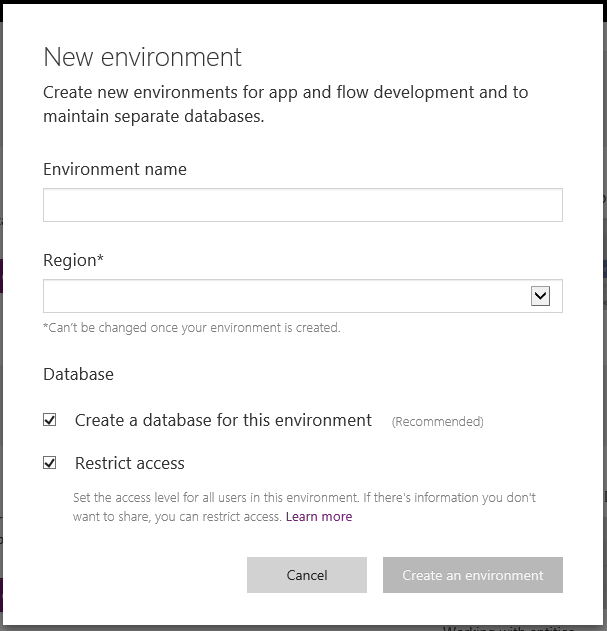 New environment
Create new environments for app and flow development and to
maintain separate databases.
Environment name
Region*
*Can't be changed once your environment is created.
Database
Create a database for this environment (Recommended)
Restrict access
Set the access level for all users in this environment. If there's information you don't
want to share, you can restrict access. Learn more
Cancel Create an environment